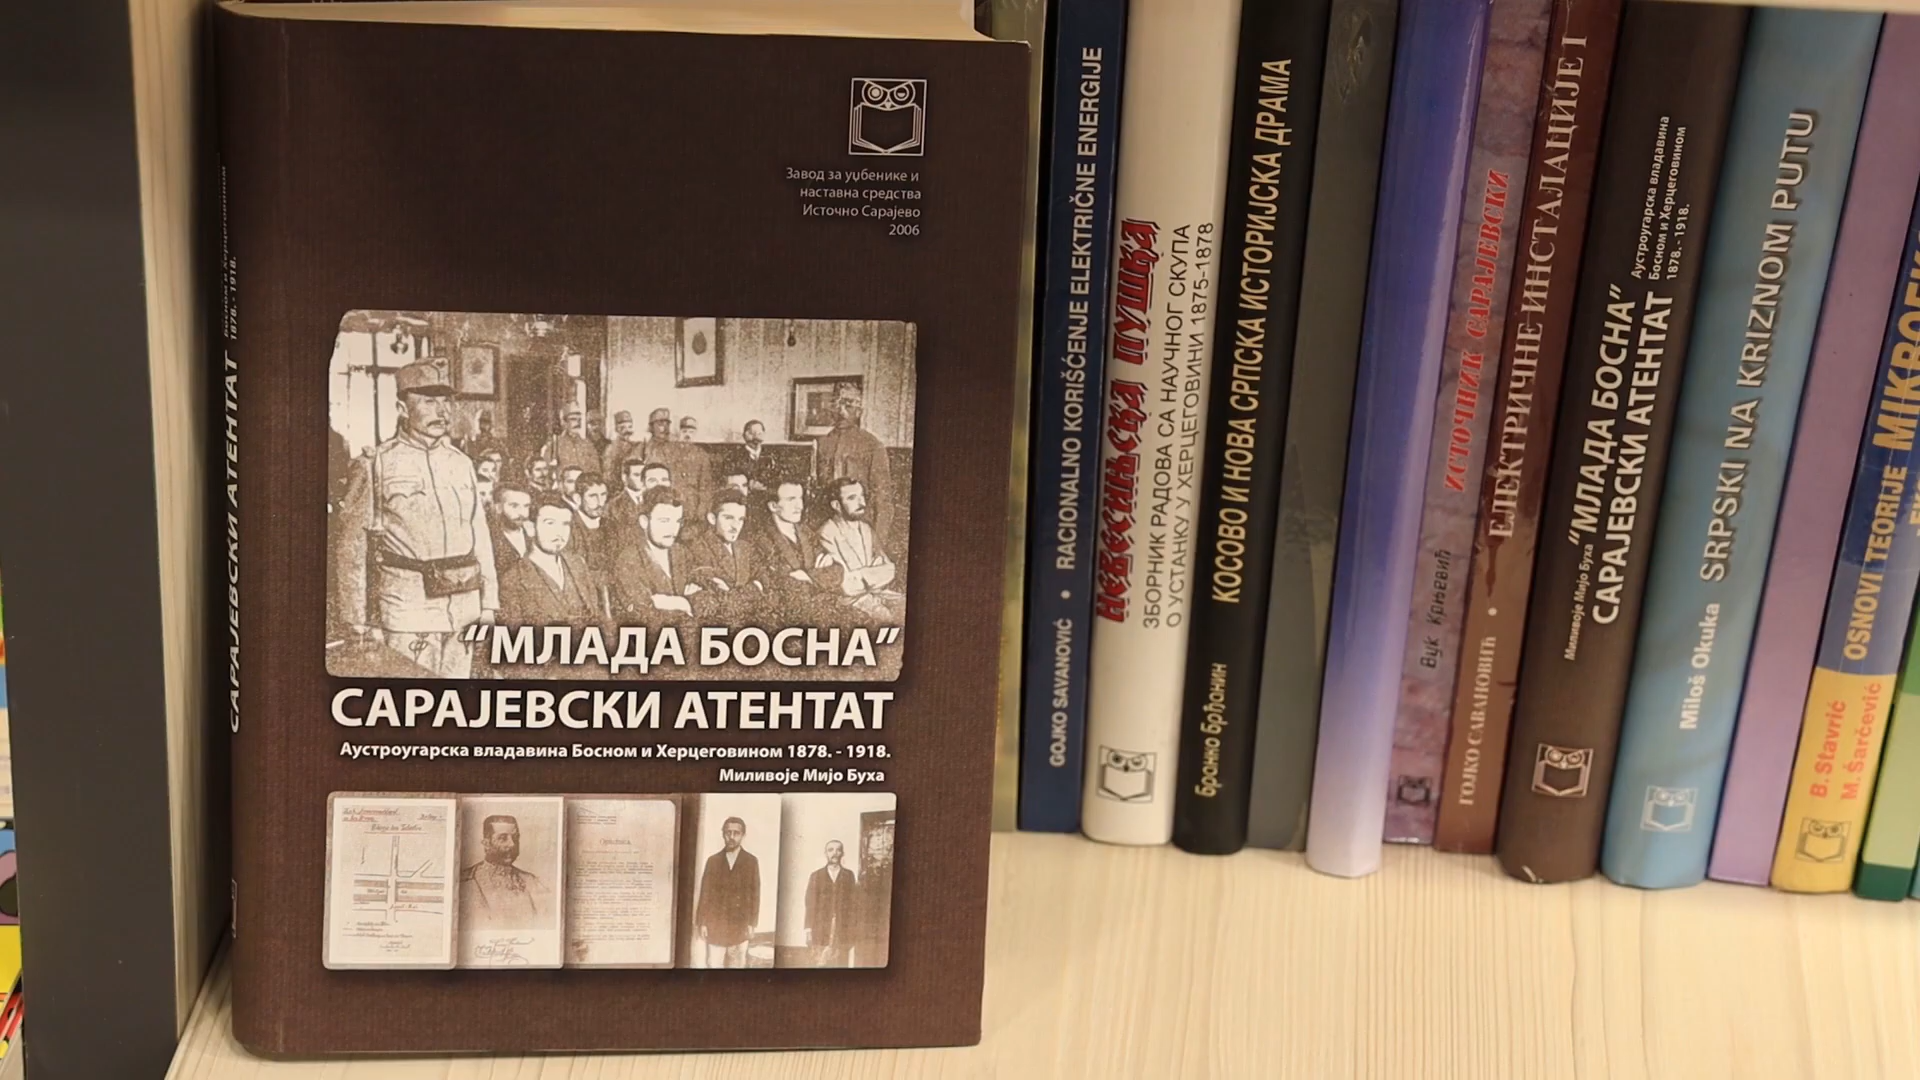 Завод за уџбенике и
наставна средства
Источно Сарајево
2006
“МЛАДА БОСНА”
САРАЈЕВСКИ АТЕНТАТ
Аустроугарска владавина Босном и Херцеговином 1878. - 1918.
Миливоје Мијо Буха
САРАЈЕВСКИ АТЕНТАТ
Босном и Херцеговином
1878. - 1918.
GOJKO SAVANOVIĆ • RACIONALNO KORIŠĆENJE ELEKTRIČNE ENERGIJE
НЕВЕСИЊСКА ПУШКА
ЗБОРНИК РАДОВА СА НАУЧНОГ СКУПА
О УСТАНКУ У ХЕРЦЕГОВИНИ 1875-1878
Бранко Брђанин КОСОВО И НОВА СРПСКА ИСТОРИЈСКА ДРАМА
Вук Крњевић ИСТОЧНИК САРАЈЕВСКИ
ГОЈКО САВАНОВИЋ • ЕЛЕКТРИЧНЕ ИНСТАЛАЦИЈЕ I
Миливоје Мијо Буха “МЛАДА БОСНА”
САРАЈЕВСКИ АТЕНТАТ
Аустроугарска владавина
Босном и Херцеговином
1878. - 1918.
Miloš Okuka SRPSKI NA KRIZNOM PUTU
B. Stavrić
M. Šarčević
OSNOVI TEORIJE